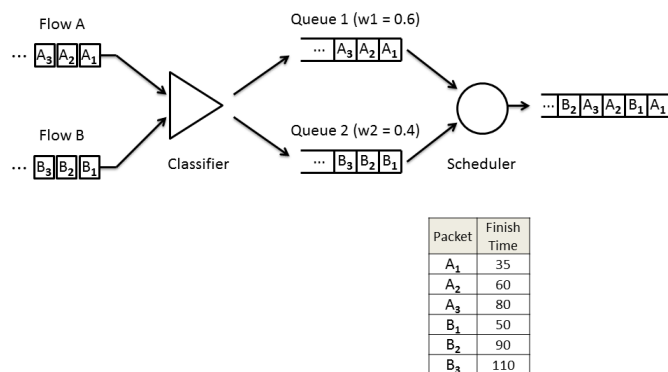 Flow A
... A3 A2 A1
Flow B
... B3 B2 B1
Classifier
Queue 1 (w1 = 0.6)
... A3 A2 A1
Queue 2 (w2 = 0.4)
... B3 B2 B1
Scheduler
... B2 A3 A2 B1 A1
Packet Finish Time
A1 35
A2 60
A3 80
B1 50
B2 90
B3 110